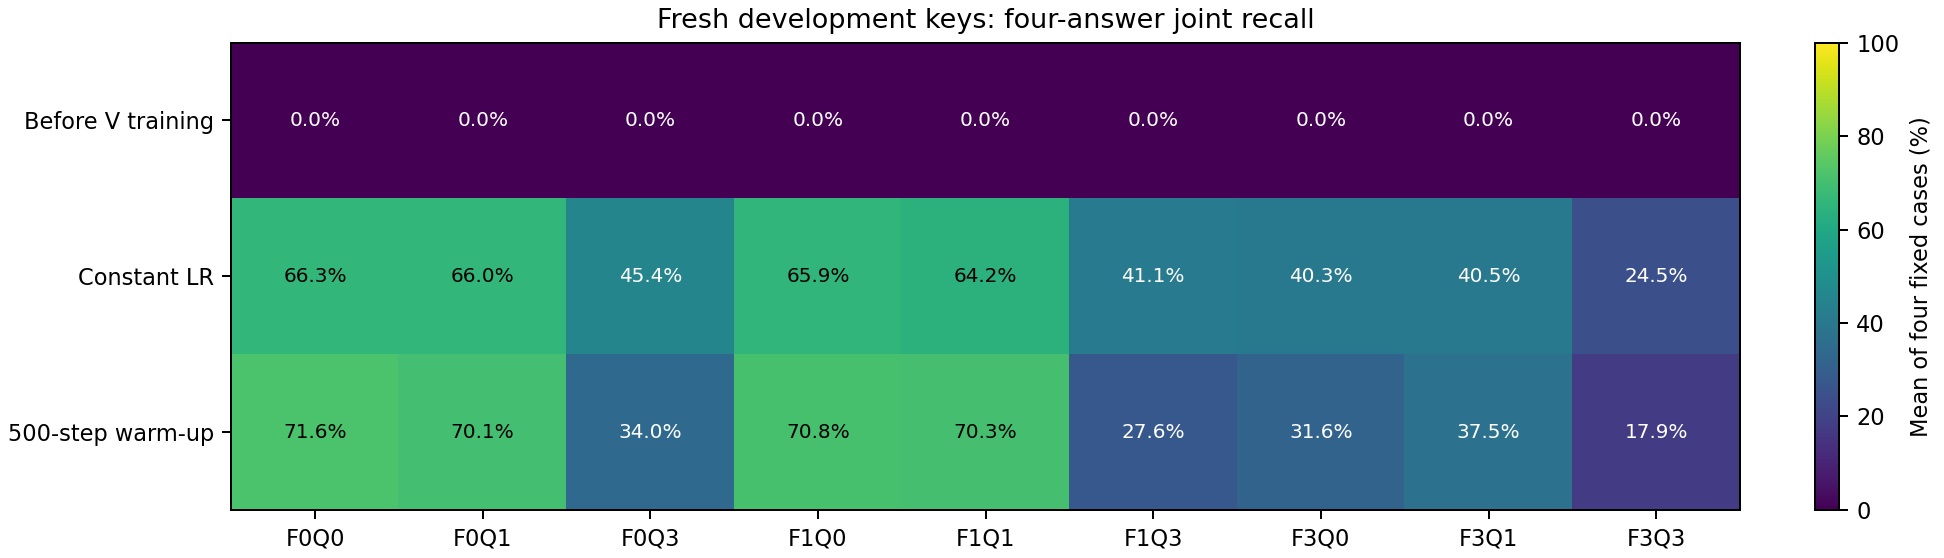 Fresh development keys: four-answer joint recall
Before V training 0.0% 0.0% 0.0% 0.0% 0.0% 0.0% 0.0% 0.0% 0.0%
Constant LR 66.3% 66.0% 45.4% 65.9% 64.2% 41.1% 40.3% 40.5% 24.5%
500-step warm-up 71.6% 70.1% 34.0% 70.8% 70.3% 27.6% 31.6% 37.5% 17.9%
F0Q0 F0Q1 F0Q3 F1Q0 F1Q1 F1Q3 F3Q0 F3Q1 F3Q3
100
80
60
40
20
0
Mean of four fixed cases (%)